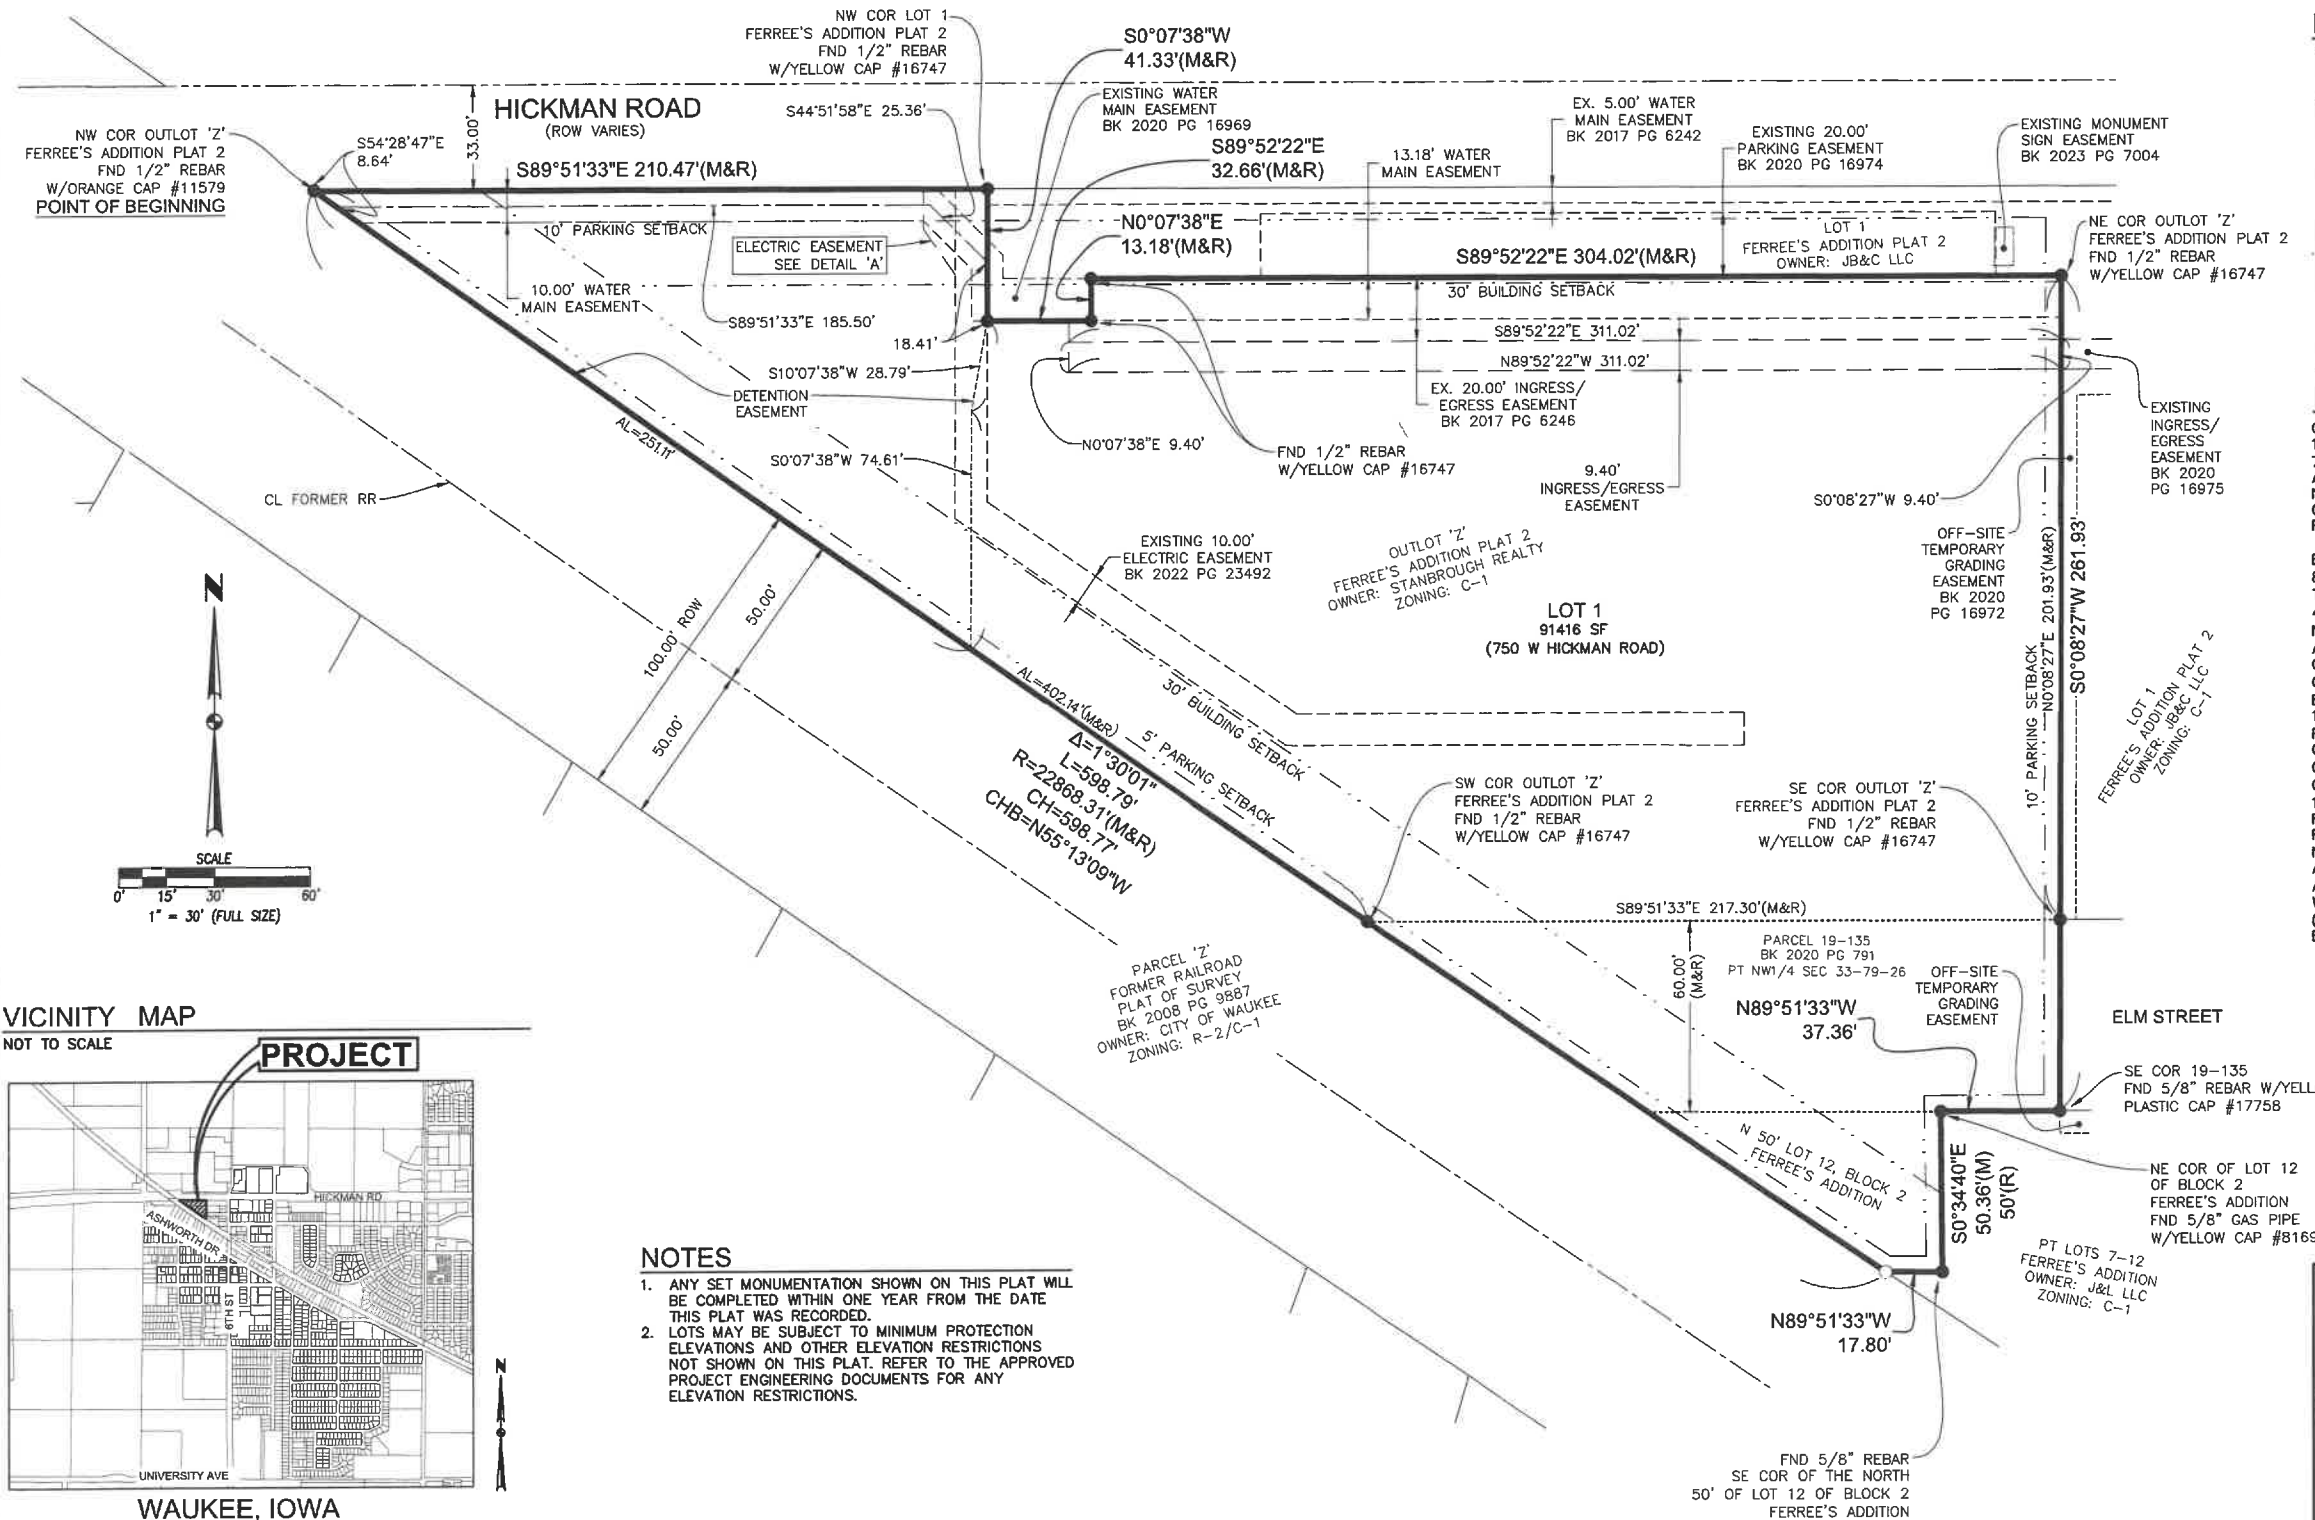 NW COR LOT 1
FERREE'S ADDITION PLAT 2
FND 1/2" REBAR
W/YELLOW CAP #16747
S0°07'38"W
41.33'(M&R)
HICKMAN ROAD
(ROW VARIES)
33.00'
S44°51'58"E 25.36'
EXISTING WATER
MAIN EASEMENT
BK 2020 PG 16969
EX. 5.00' WATER
MAIN EASEMENT
BK 2017 PG 6242
EXISTING 20.00'
PARKING EASEMENT
BK 2020 PG 16974
EXISTING MONUMENT
SIGN EASEMENT
BK 2023 PG 7004
NW COR OUTLOT 'Z'
FERREE'S ADDITION PLAT 2
FND 1/2" REBAR
W/ORANGE CAP #11579
POINT OF BEGINNING
S54°28'47"E
8.64'
S89°51'33"E 210.47'(M&R)
S89°52'22"E
32.66'(M&R)
13.18' WATER
MAIN EASEMENT
N0°07'38"E
13.18'(M&R)
10' PARKING SETBACK
ELECTRIC EASEMENT
SEE DETAIL 'A'
S89°52'22"E 304.02'(M&R)
LOT 1
FERREE'S ADDITION PLAT 2
OWNER: JB&C LLC
NE COR OUTLOT 'Z'
FERREE'S ADDITION PLAT 2
FND 1/2" REBAR
W/YELLOW CAP #16747
10.00' WATER
MAIN EASEMENT
30' BUILDING SETBACK
S89°51'33"E 185.50'
18.41'
S89°52'22"E 311.02'
N89°52'22"W 311.02'
S10°07'38"W 28.79'
DETENTION
EASEMENT
EX. 20.00' INGRESS/
EGRESS EASEMENT
BK 2017 PG 6246
EXISTING
INGRESS/
EGRESS
EASEMENT
BK 2020
PG 16975
AL=251.11'
N0°07'38"E 9.40'
FND 1/2" REBAR
W/YELLOW CAP #16747
S0°07'38"W 74.61'
9.40'
INGRESS/EGRESS
EASEMENT
S0°08'27"W 9.40'
CL FORMER RR
EXISTING 10.00'
ELECTRIC EASEMENT
BK 2022 PG 23492
OUTLOT 'Z'
FERREE'S ADDITION PLAT 2
OWNER: STANBROUGH REALTY
ZONING: C-1
OFF-SITE
TEMPORARY
GRADING
EASEMENT
BK 2020
PG 16972
N0°08'27"E 201.93'(M&R)
S0°08'27"W 261.93'
10' PARKING SETBACK
LOT 1
91416 SF
(750 W HICKMAN ROAD)
LOT 1
FERREE'S ADDITION PLAT 2
OWNER: JB&C LLC
ZONING: C-1
N
100.00' ROW
50.00'
50.00'
AL=402.14'(M&R)
30' BUILDING SETBACK
5' PARKING SETBACK
Δ=1°30'01"
L=598.79'
R=22868.31'(M&R)
CH=598.77'
CHB=N55°13'09"W
SW COR OUTLOT 'Z'
FERREE'S ADDITION PLAT 2
FND 1/2" REBAR
W/YELLOW CAP #16747
SE COR OUTLOT 'Z'
FERREE'S ADDITION PLAT 2
FND 1/2" REBAR
W/YELLOW CAP #16747
SCALE
0' 15' 30' 60'
1" = 30' (FULL SIZE)
S89°51'33"E 217.30'(M&R)
60.00'
(M&R)
PARCEL 19-135
BK 2020 PG 791
PT NW1/4 SEC 33-79-26
OFF-SITE
TEMPORARY
GRADING
EASEMENT
N89°51'33"W
37.36'
ELM STREET
PARCEL 'Z'
FORMER RAILROAD
PLAT OF SURVEY
BK 2008 PG 9887
OWNER: CITY OF WAUKEE
ZONING: R-2/C-1
SE COR 19-135
FND 5/8" REBAR W/YELL
PLASTIC CAP #17758
N 50' LOT 12, BLOCK 2
FERREE'S ADDITION
S0°34'40"E
50.36'(M)
50'(R)
NE COR OF LOT 12
OF BLOCK 2
FERREE'S ADDITION
FND 5/8" GAS PIPE
W/YELLOW CAP #8169
PT LOTS 7-12
FERREE'S ADDITION
OWNER: J&L LLC
ZONING: C-1
N89°51'33"W
17.80'
FND 5/8" REBAR
SE COR OF THE NORTH
50' OF LOT 12 OF BLOCK 2
FERREE'S ADDITION
VICINITY MAP
NOT TO SCALE
PROJECT
HICKMAN RD
ASHWORTH DR
6TH ST
UNIVERSITY AVE
N
WAUKEE, IOWA
NOTES
1. ANY SET MONUMENTATION SHOWN ON THIS PLAT WILL
BE COMPLETED WITHIN ONE YEAR FROM THE DATE
THIS PLAT WAS RECORDED.
2. LOTS MAY BE SUBJECT TO MINIMUM PROTECTION
ELEVATIONS AND OTHER ELEVATION RESTRICTIONS
NOT SHOWN ON THIS PLAT. REFER TO THE APPROVED
PROJECT ENGINEERING DOCUMENTS FOR ANY
ELEVATION RESTRICTIONS.